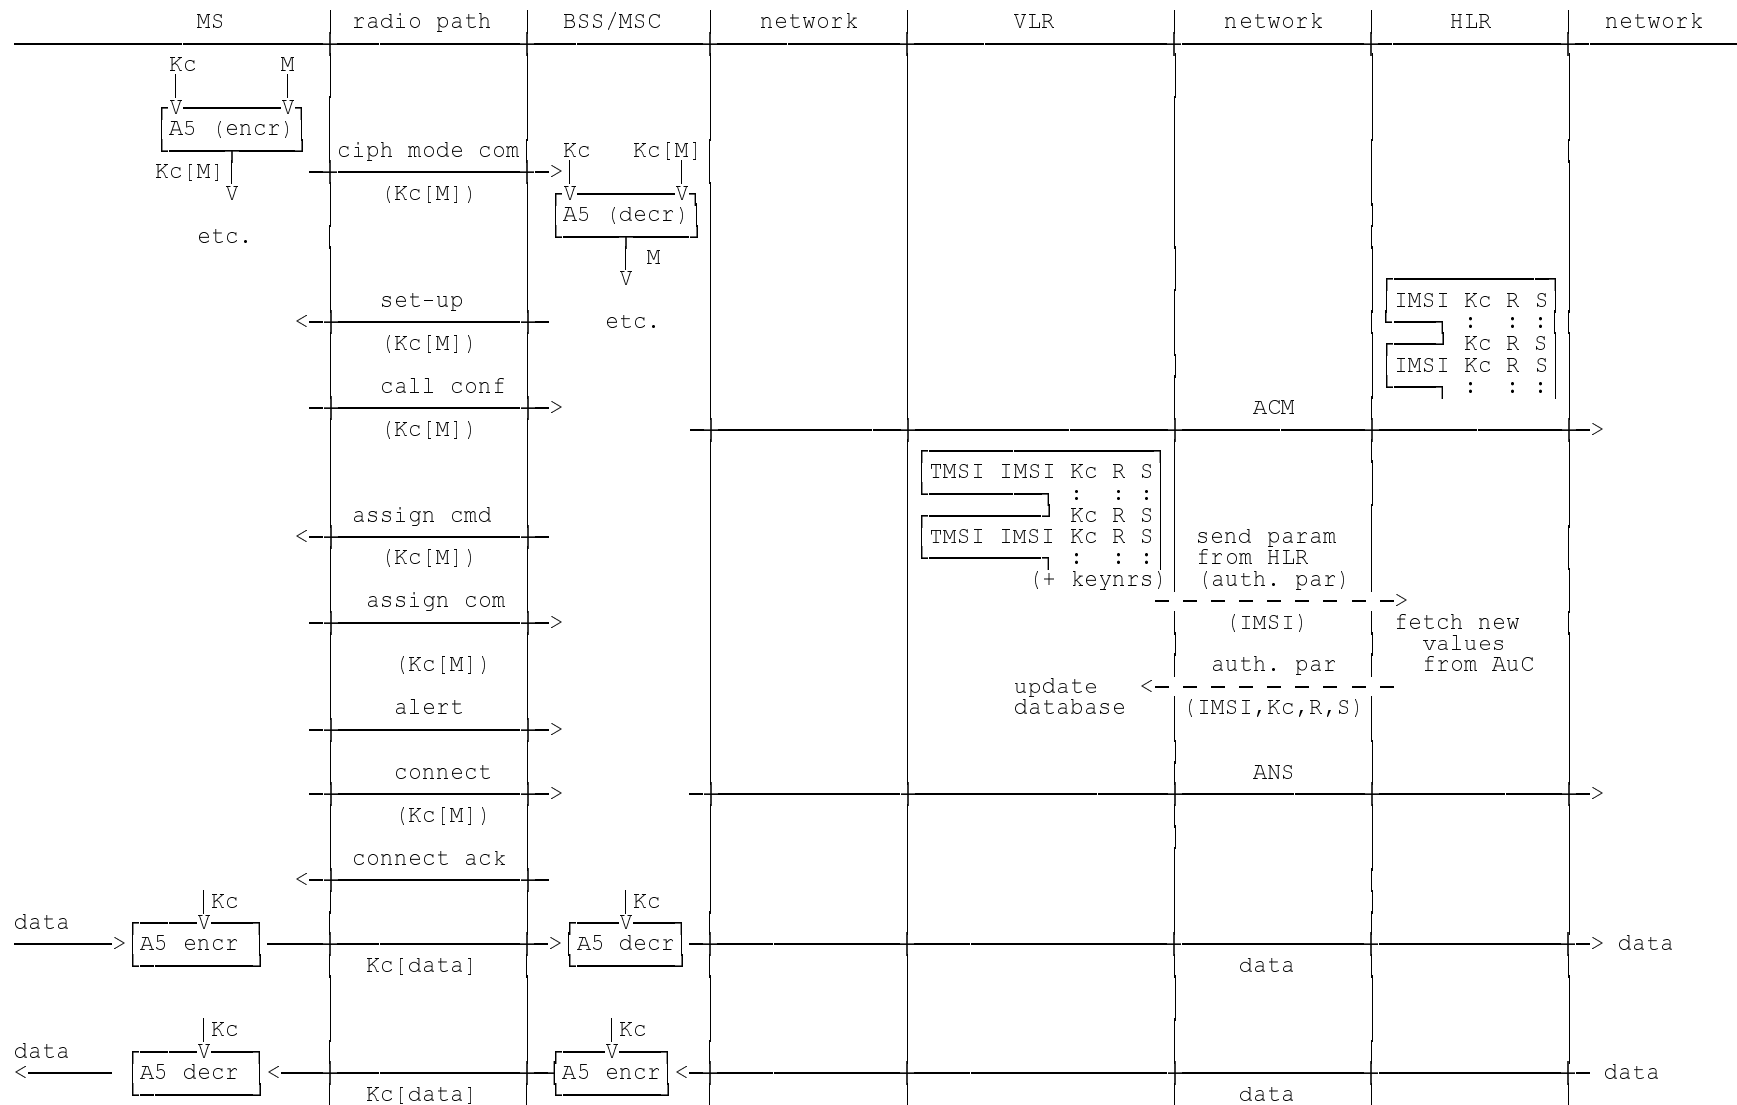 MS radio path BSS/MSC network VLR network HLR network
Kc M
A5 (encr)
ciph mode com Kc Kc[M]
Kc[M]
V (Kc[M])
A5 (decr)
etc.
M
V
set-up IMSI Kc R S
etc. : : :
(Kc[M]) Kc R S
IMSI Kc R S
call conf : : :
ACM
(Kc[M])
TMSI IMSI Kc R S
: : :
assign cmd Kc R S
TMSI IMSI Kc R S send param
(Kc[M]) : : : from HLR
(+ keynrs) (auth. par)
assign com
(IMSI) fetch new
values
(Kc[M]) auth. par from AuC
update
alert database (IMSI,Kc,R,S)
connect ANS
(Kc[M])
connect ack
Kc Kc
data
A5 encr A5 decr data
Kc[data] data
Kc Kc
data
A5 decr A5 encr data
Kc[data] data